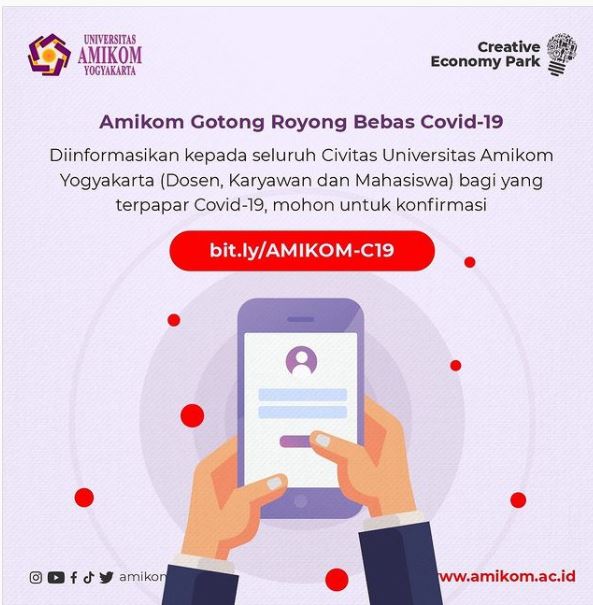 UNIVERSITAS
AMIKOM
YOGYAKARTA
Creative
Economy Park
Amikom Gotong Royong Bebas Covid-19
Diinformasikan kepada seluruh Civitas Universitas Amikom
Yogyakarta (Dosen, Karyawan dan Mahasiswa) bagi yang
terpapar Covid-19, mohon untuk konfirmasi
bit.ly/AMIKOM-C19
ww.amikom.ac.id